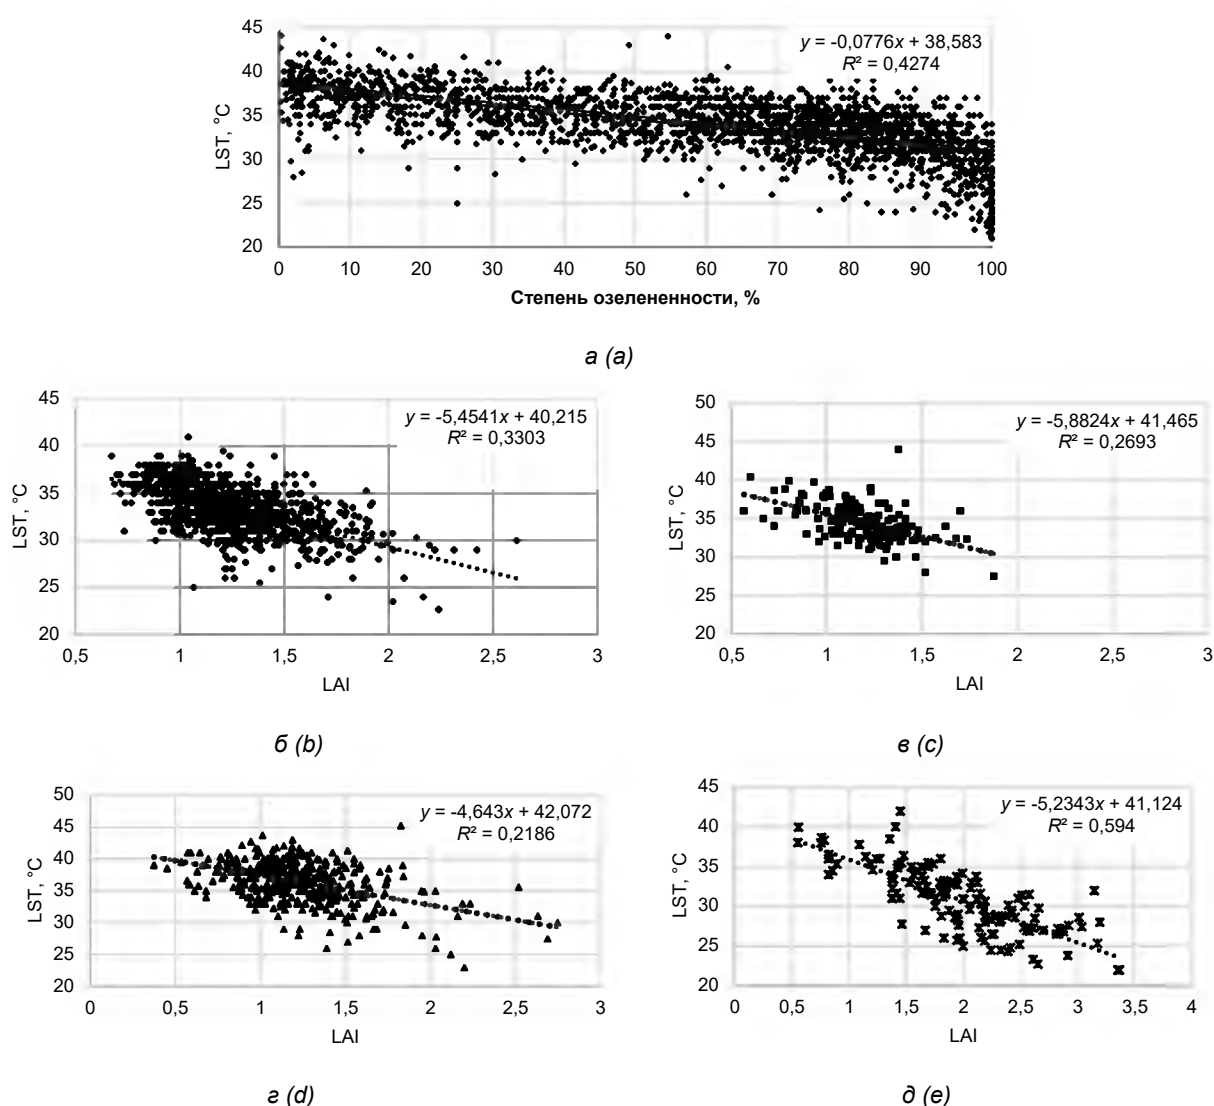 45
40
35
30
25
20
LST, °C
y = -0,0776x + 38,583
R² = 0,4274
0 10 20 30 40 50 60 70 80 90 100
Степень озелененности, %
а (a)
45
40
35
30
25
20
LST, °C
y = -5,4541x + 40,215
R² = 0,3303
0,5 1 1,5 2 2,5 3
LAI
б (b)
50
45
40
35
30
25
20
LST, °C
y = -5,8824x + 41,465
R² = 0,2693
0,5 1 2 2,5 3
LAI
в (c)
50
45
40
35
30
25
20
LST, °C
y = -4,643x + 42,072
R² = 0,2186
0 0,5 1 1,5 2 2,5 3
LAI
г (d)
45
40
35
30
25
20
LST, °C
y = -5,2343x + 41,124
R² = 0,594
0 0,5 1 1,5 2 2,5 3 3,5 4
LAI
д (e)